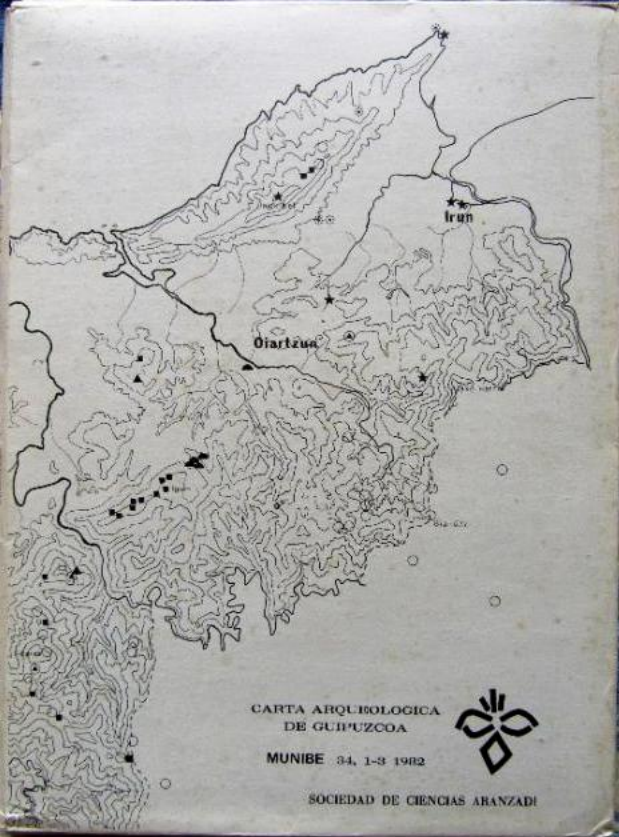 Irun
Oiartzun
CARTA ARQUEOLOGICA
DE GUIPUZCOA
MUNIBE 34, 1-3 1982
SOCIEDAD DE CIENCIAS ARANZADI